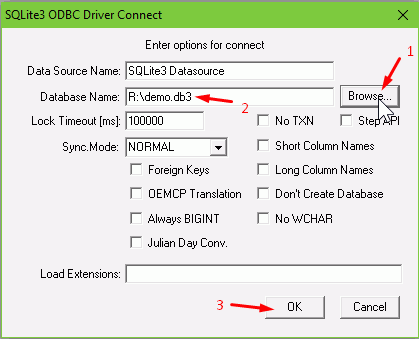 SQLite3 ODBC Driver Connect
1
Enter options for connect
Data Source Name: SQLite3 Datasource
Database Name: R:\demo.db3 Browse...
2
Lock Timeout [ms]: 100000 No TXN Step API
Sync.Mode: NORMAL Short Column Names
Foreign Keys Long Column Names
OEMCP Translation Don't Create Database
Always BIGINT No WCHAR
Julian Day Conv.
Load Extensions:
3 OK Cancel